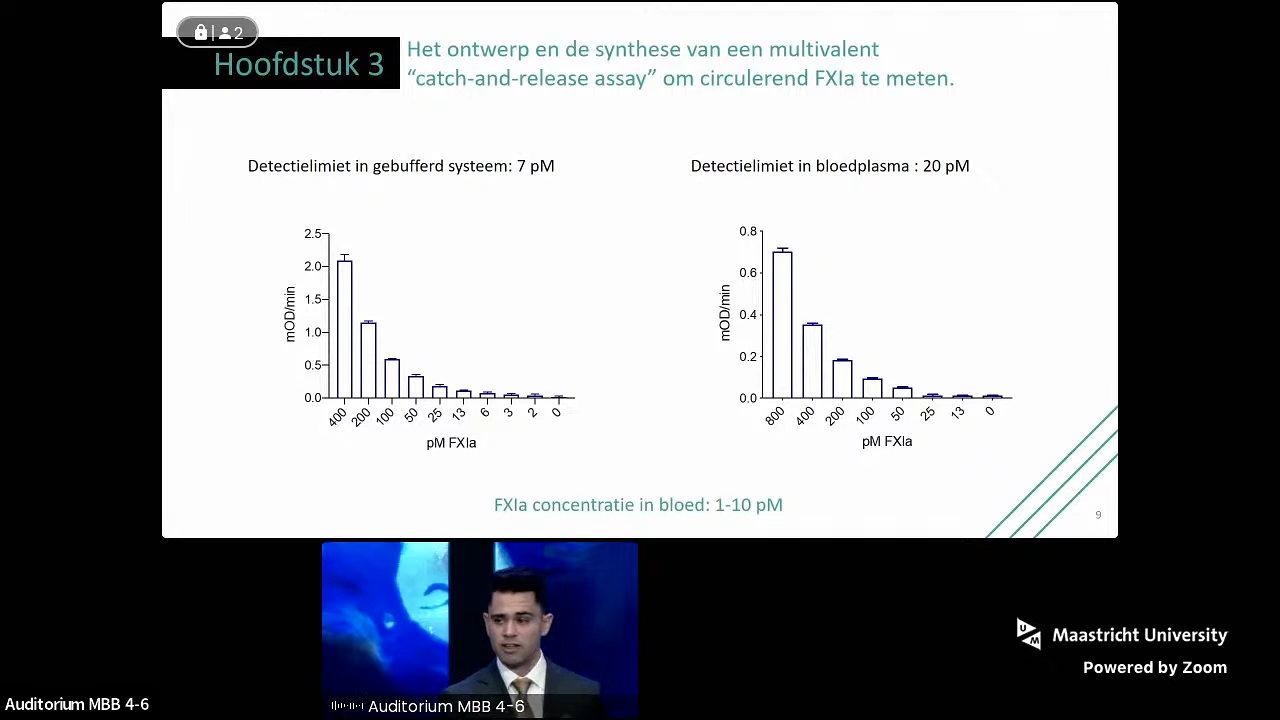 2
Hoofdstuk 3
Het ontwerp en de synthese van een multivalent
“catch-and-release assay” om circulerend FXIa te meten.
Detectielimiet in gebufferd systeem: 7 pM
Detectielimiet in bloedplasma : 20 pM
2.5
2.0
1.5
1.0
0.5
0.0
mOD/min
400
200
100
50
25
13
6
3
2
0
pM FXIa
0.8
0.6
0.4
0.2
0.0
mOD/min
800
400
200
100
50
25
13
0
pM FXIa
FXIa concentratie in bloed: 1-10 pM
9
UM
Maastricht University
Powered by Zoom
Auditorium MBB 4-6
Auditorium MBB 4-6